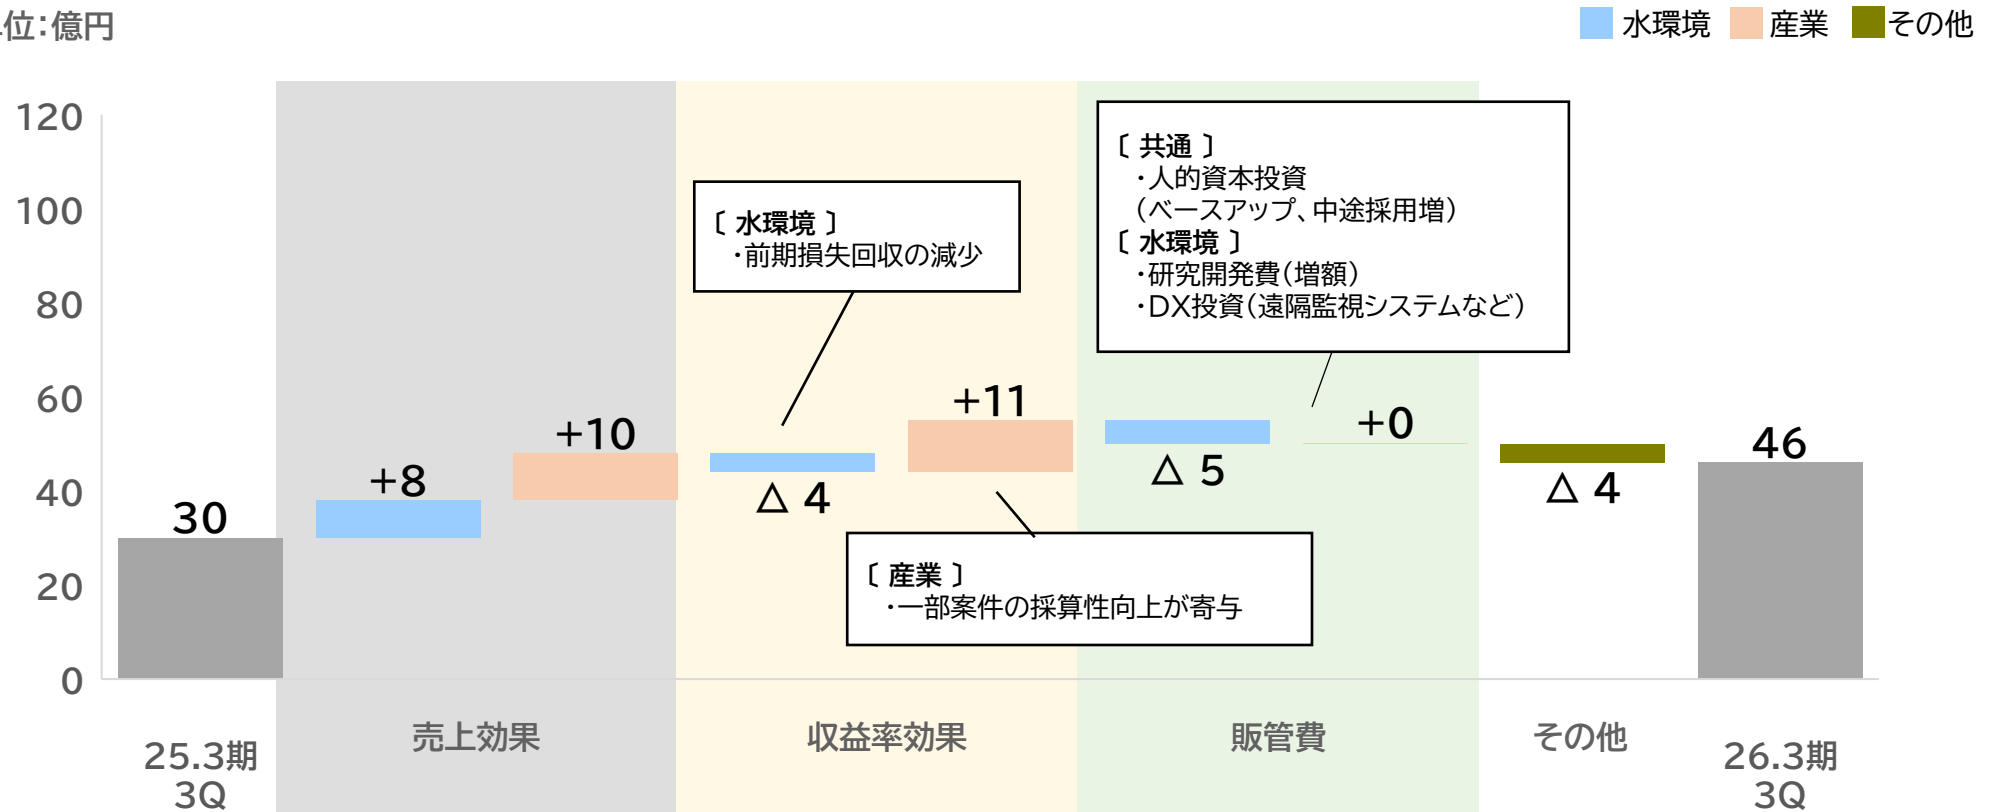 位:億円
水環境 産業 その他
120
100
80
60
40
20
0
〔 共通 〕
・人的資本投資
(ベースアップ、中途採用増)
〔 水環境 〕
・研究開発費(増額)
・DX投資(遠隔監視システムなど)
〔 水環境 〕
・前期損失回収の減少
〔 産業 〕
・一部案件の採算性向上が寄与
30
+8
+10
△ 4
+11
△ 5
+0
△ 4
46
25.3期
3Q
売上効果
収益率効果
販管費
その他
26.3期
3Q